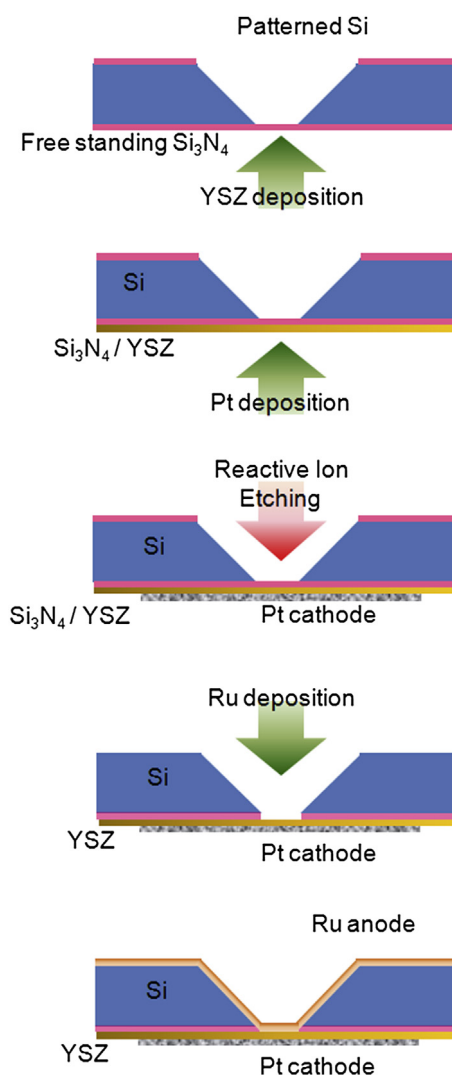 Patterned Si
Free standing Si₃N₄
YSZ deposition
Si
Si₃N₄ / YSZ
Pt deposition
Reactive Ion
Etching
Si
Si₃N₄ / YSZ
Pt cathode
Ru deposition
Si
YSZ
Pt cathode
Ru anode
Si
YSZ
Pt cathode